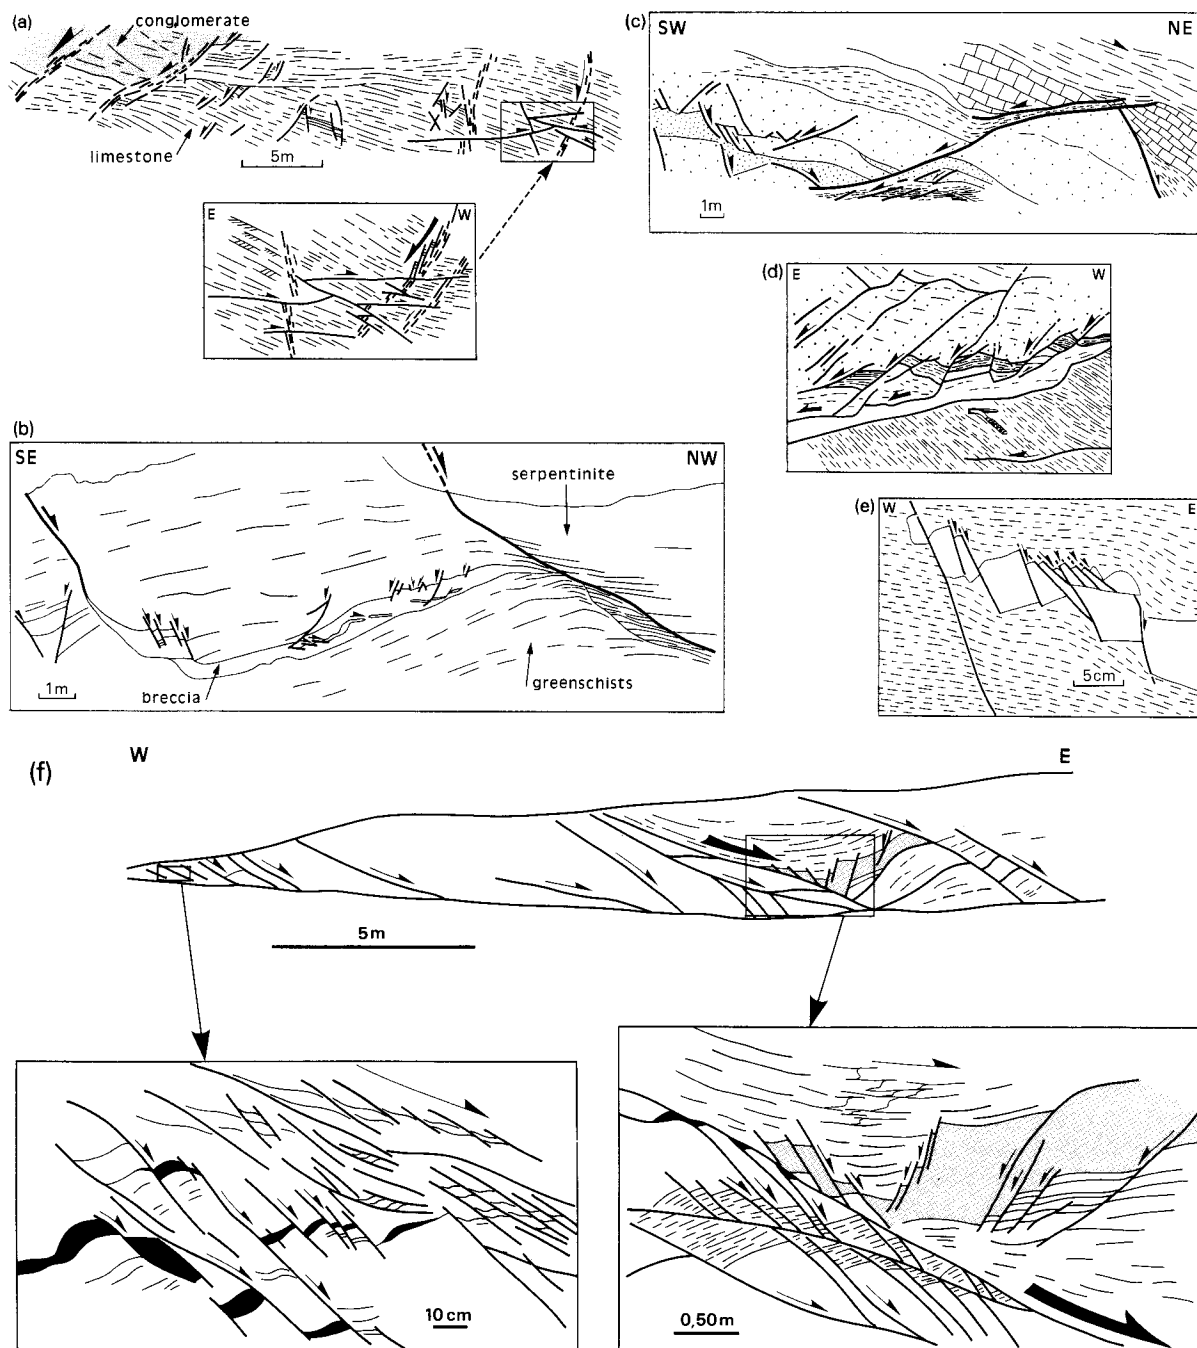 (a)
conglomerate
limestone
5m
E W
(b)
SE NW
serpentinite
greenschists
breccia
1m
(c)
SW NE
1m
(d)
E W
(e)
W E
5cm
(f)
W E
5m
10cm
0,50m